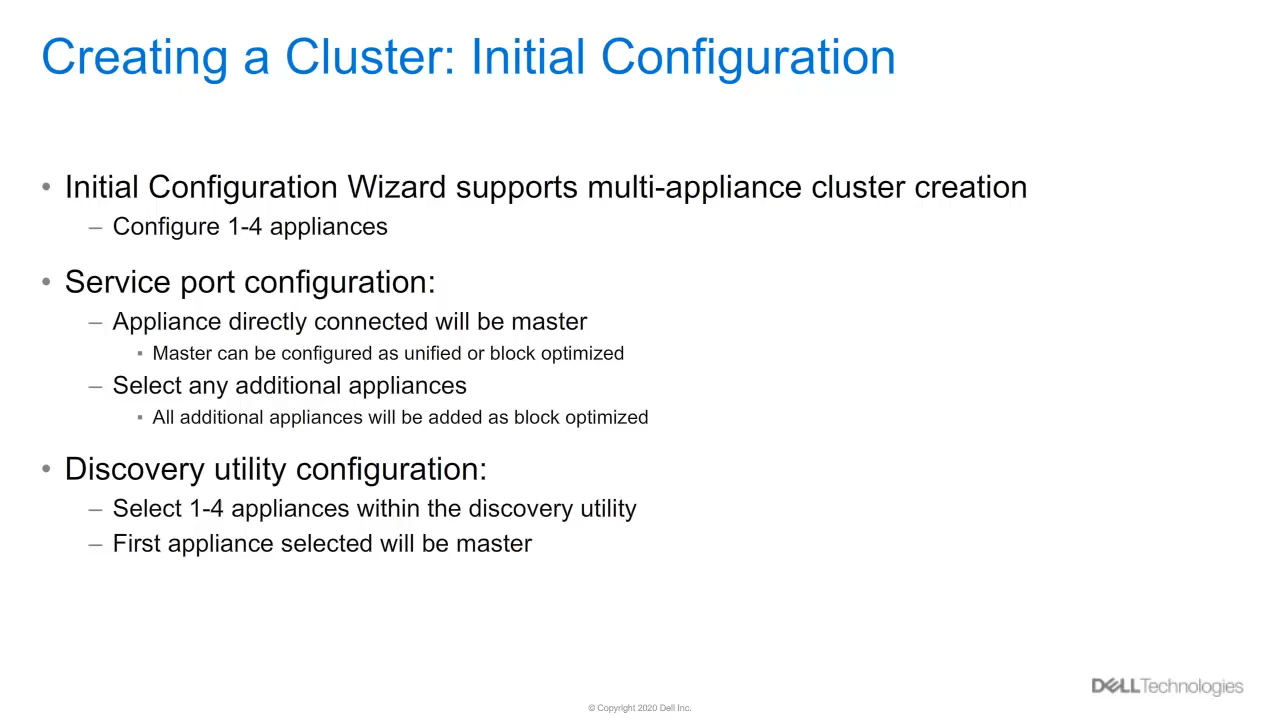 Creating a Cluster: Initial Configuration
• Initial Configuration Wizard supports multi-appliance cluster creation
– Configure 1-4 appliances
• Service port configuration:
– Appliance directly connected will be master
▪ Master can be configured as unified or block optimized
– Select any additional appliances
▪ All additional appliances will be added as block optimized
• Discovery utility configuration:
– Select 1-4 appliances within the discovery utility
– First appliance selected will be master
DELLTechnologies
© Copyright 2020 Dell Inc.